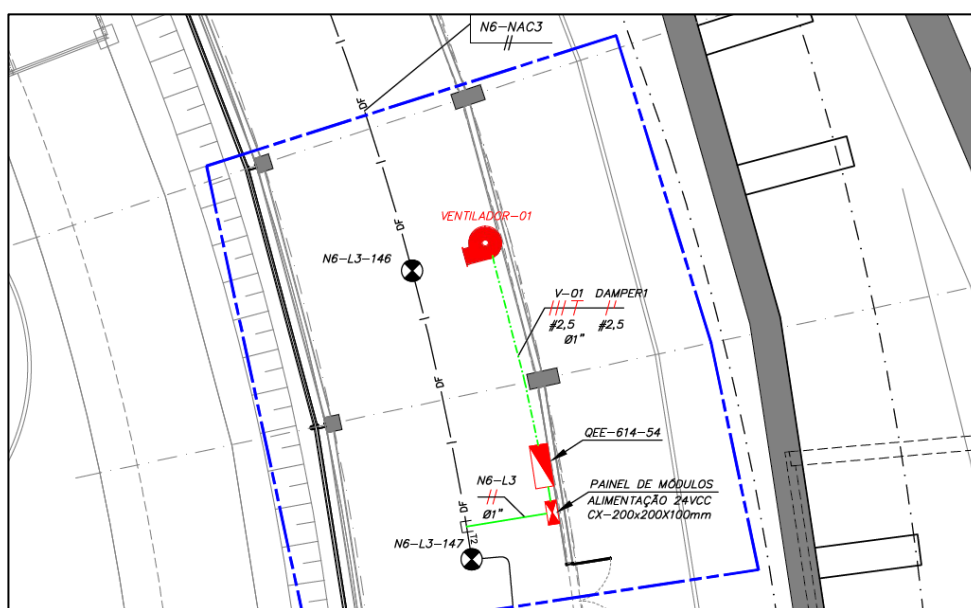 N6-NAC3
DF
VENTILADOR-01
DF
N6-L3-146
V-01 DAMPER1
#2,5 #2,5
Ø1"
DF
QEE-614-54
N6-L3
PAINEL DE MÓDULOS
Ø1"
ALIMENTAÇÃO 24VCC
CX-200x200X100mm
DF
T2
N6-L3-147